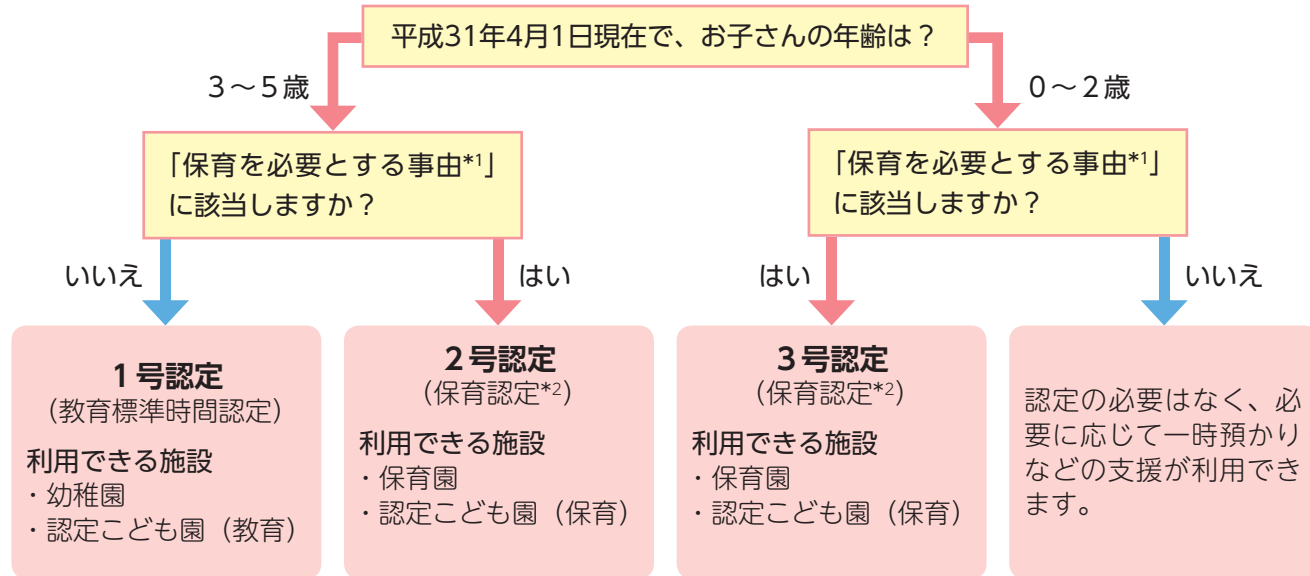 平成31年4月1日現在で、お子さんの年齢は？
3〜5歳
0〜2歳
「保育を必要とする事由*1」
に該当しますか？
「保育を必要とする事由*1」
に該当しますか？
いいえ
はい
はい
いいえ
1号認定
（教育標準時間認定）
利用できる施設
・幼稚園
・認定こども園（教育）
2号認定
（保育認定*2）
利用できる施設
・保育園
・認定こども園（保育）
3号認定
（保育認定*2）
利用できる施設
・保育園
・認定こども園（保育）
認定の必要はなく、必
要に応じて一時預かり
などの支援が利用でき
ます。